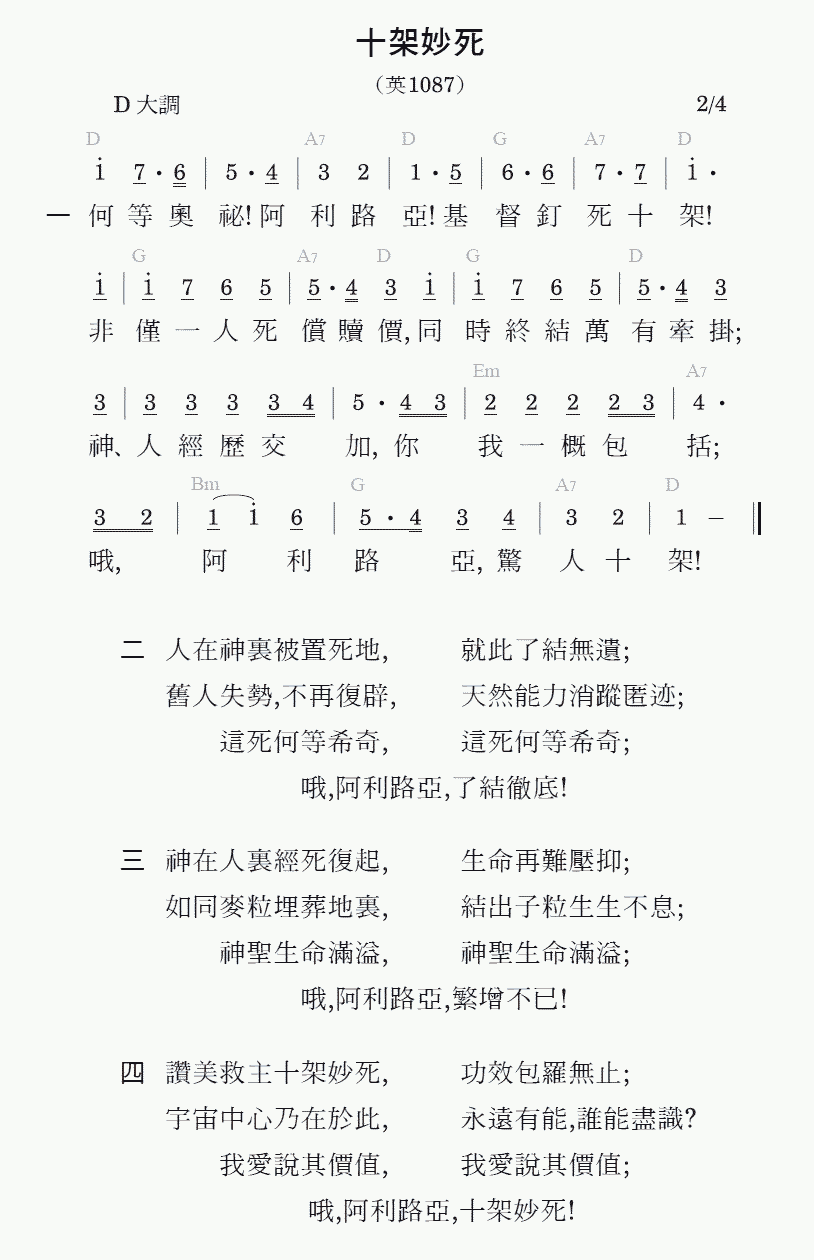 十架妙死
（英1087）
D 大調 2/4
D A7 D G A7 D
1̇ 7 · 6 | 5 · 4 | 3 2 | 1 · 5 | 6 · 6 | 7 · 7 | 1̇ ·
一 何 等 奧 祕! 阿 利 路 亞! 基 督 釘 死 十 架!
G A7 D G D
1̇ | 1̇ 7 6 5 | 5 · 4 3 1̇ | 1̇ 7 6 5 | 5 · 4 3
非 僅 一 人 死 償 贖 價, 同 時 終 結 萬 有 牽 掛;
Em A7
3 | 3 3 3 3 4 | 5 · 4 3 | 2 2 2 2 3 | 4 ·
神、 人 經 歷 交 加, 你 我 一 概 包 括;
Bm G A7 D
3 2 | 1 1̇ 6 | 5 · 4 3 4 | 3 2 | 1 –
哦, 阿 利 路 亞, 驚 人 十 架!
二 人在神裏被置死地, 就此了結無遺;
舊人失勢,不再復辟, 天然能力消蹤匿迹;
這死何等希奇, 這死何等希奇;
哦,阿利路亞,了結徹底!
三 神在人裏經死復起, 生命再難壓抑;
如同麥粒埋葬地裏, 結出子粒生生不息;
神聖生命滿溢, 神聖生命滿溢;
哦,阿利路亞,繁增不已!
四 讚美救主十架妙死, 功效包羅無止;
宇宙中心乃在於此, 永遠有能,誰能盡識?
我愛說其價值, 我愛說其價值;
哦,阿利路亞,十架妙死!